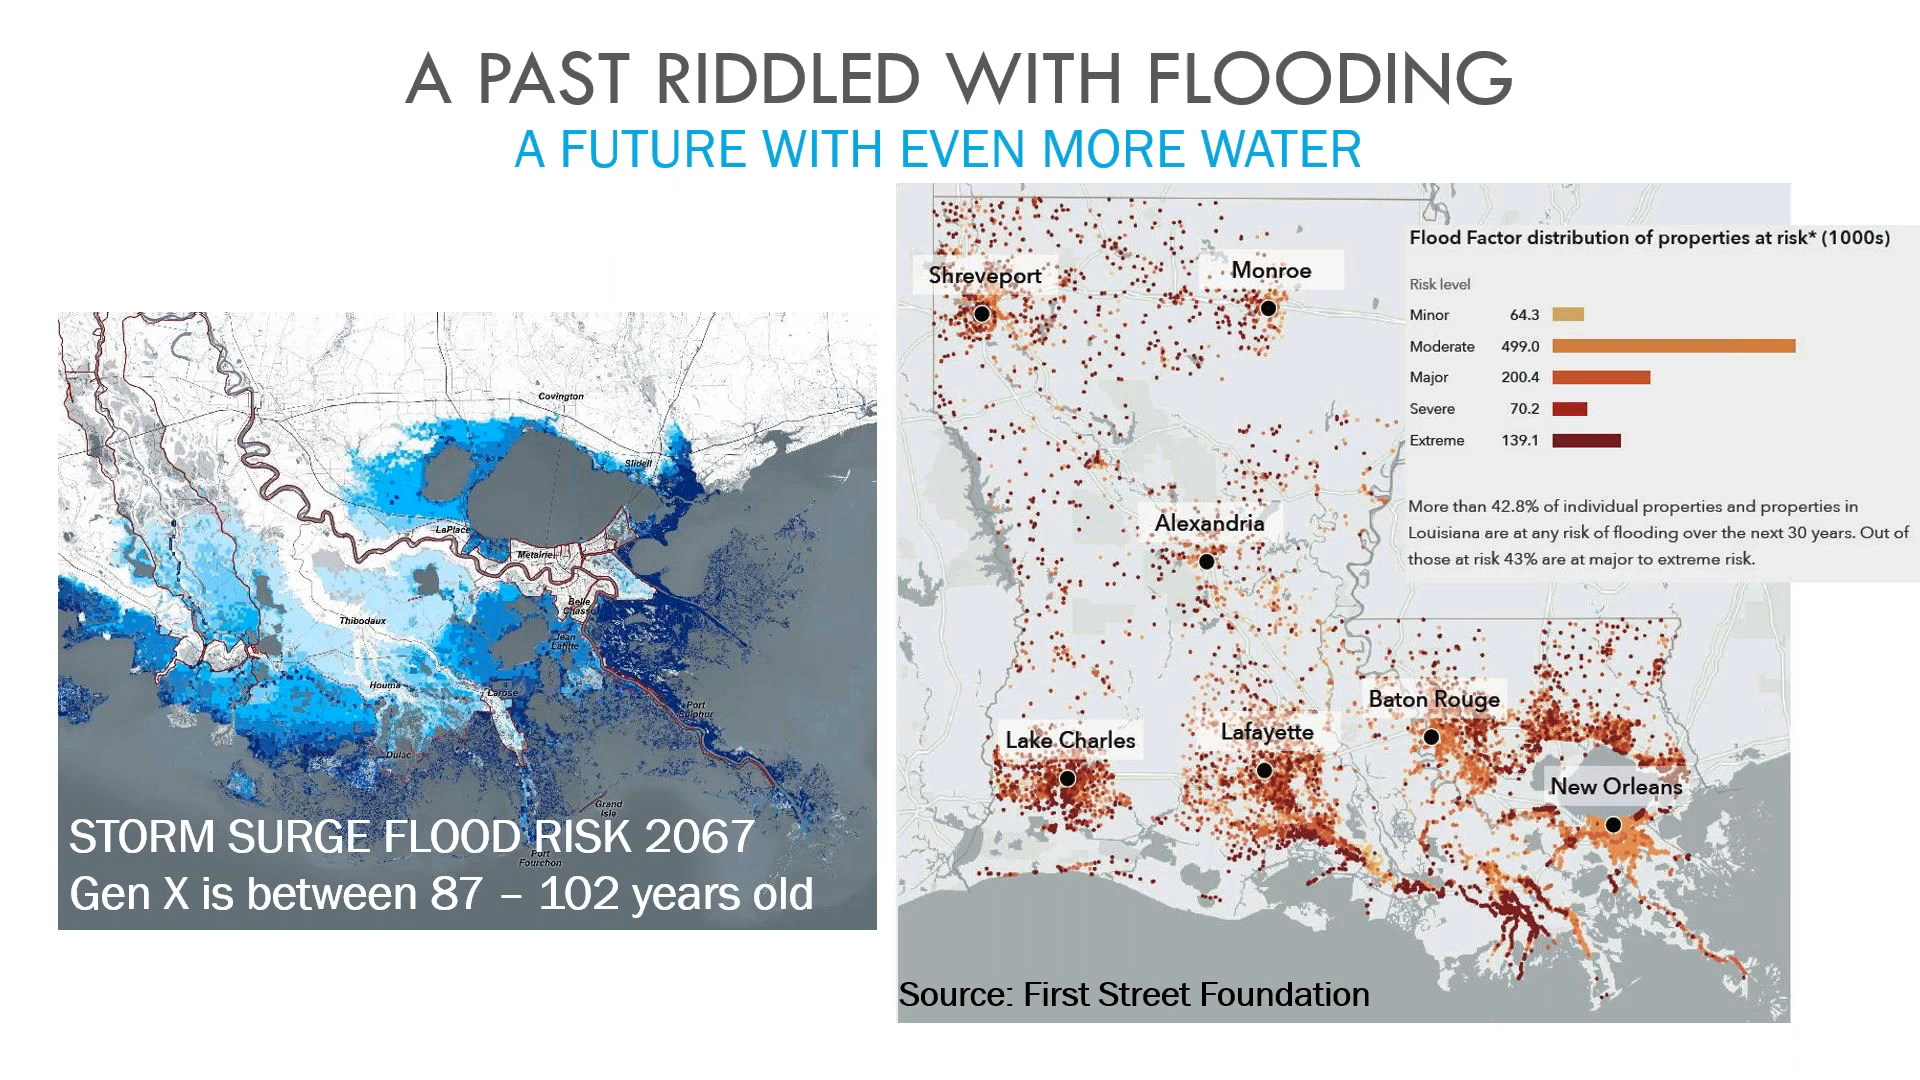 A PAST RIDDLED WITH FLOODING
A FUTURE WITH EVEN MORE WATER
Covington
Slidell
LaPlace
Metairie
Belle
Chasse
Thibodaux
Jean
Lafitte
Houma
Larose
Port
Sulphur
Dulac
Grand
Isle
Port
Fourchon
STORM SURGE FLOOD RISK 2067
Gen X is between 87 – 102 years old
Shreveport
Monroe
Alexandria
Baton Rouge
Lake Charles
Lafayette
New Orleans
Flood Factor distribution of properties at risk* (1000s)
Risk level
Minor 64.3
Moderate 499.0
Major 200.4
Severe 70.2
Extreme 139.1
More than 42.8% of individual properties and properties in
Louisiana are at any risk of flooding over the next 30 years. Out of
those at risk 43% are at major to extreme risk.
Source: First Street Foundation